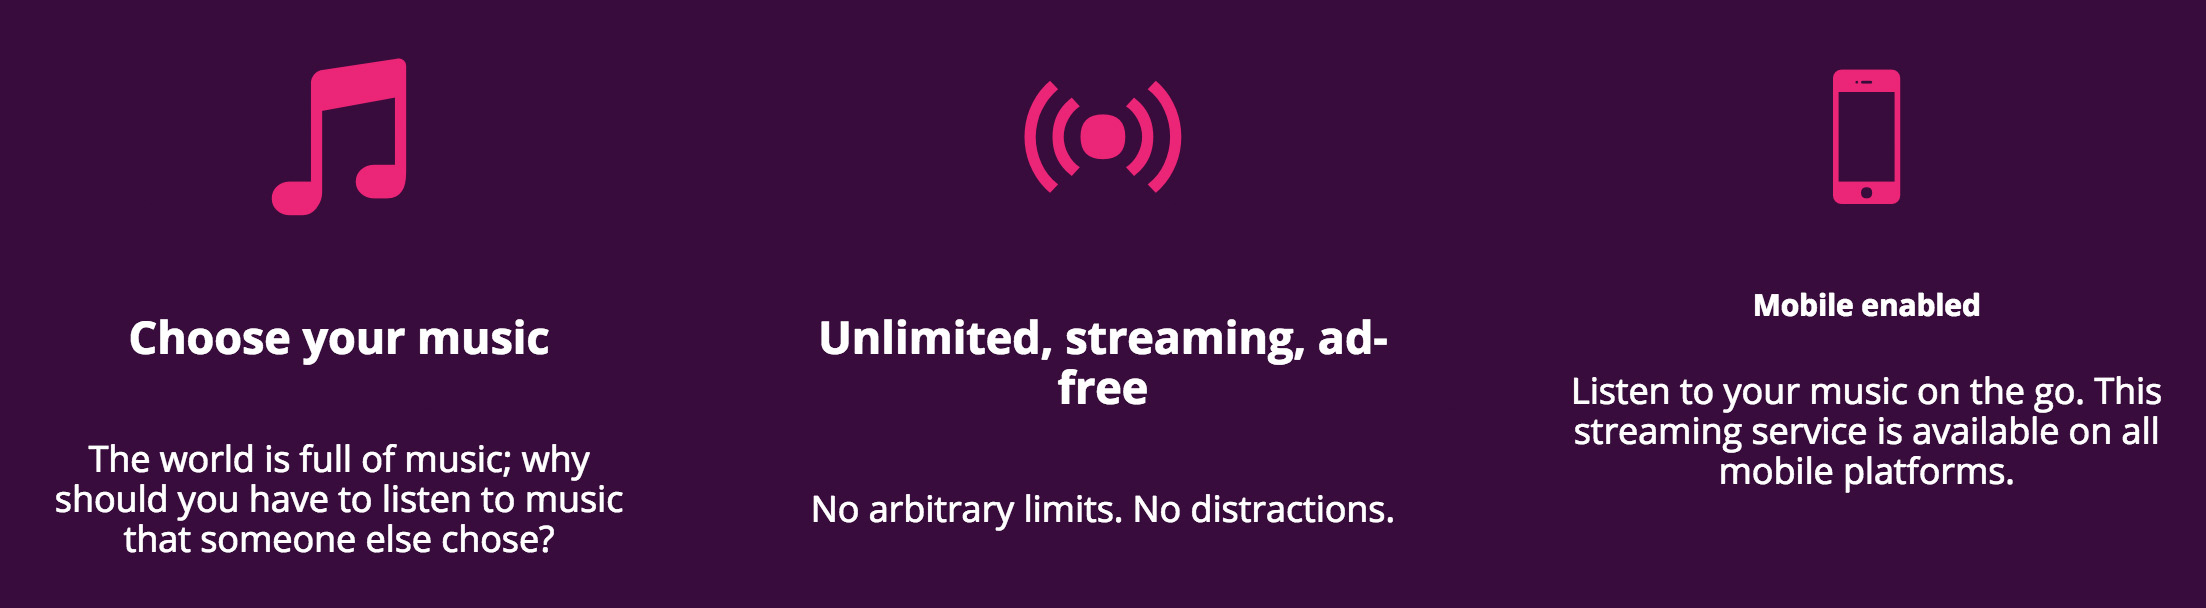 Choose your music
The world is full of music; why
should you have to listen to music
that someone else chose?
Unlimited, streaming, ad-
free
No arbitrary limits. No distractions.
Mobile enabled
Listen to your music on the go. This
streaming service is available on all
mobile platforms.